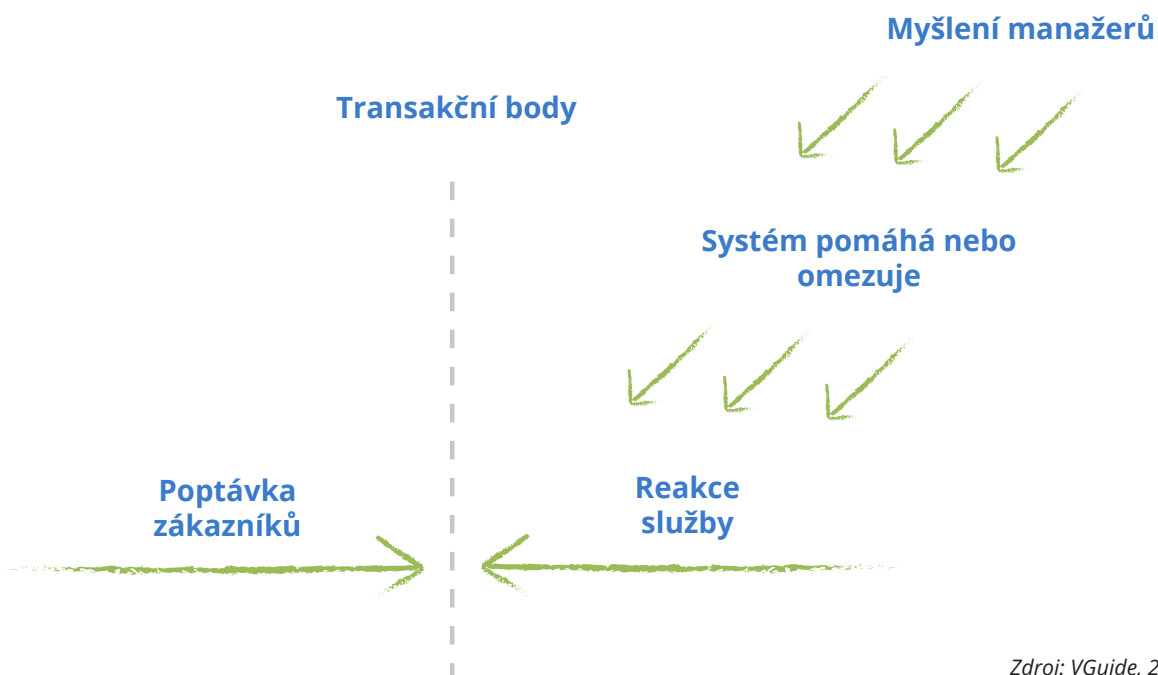 Myšlení manažerů
Transakční body
Systém pomáhá nebo
omezuje
Poptávka
zákazníků
Reakce
služby
Zdroj: VGuide, 2